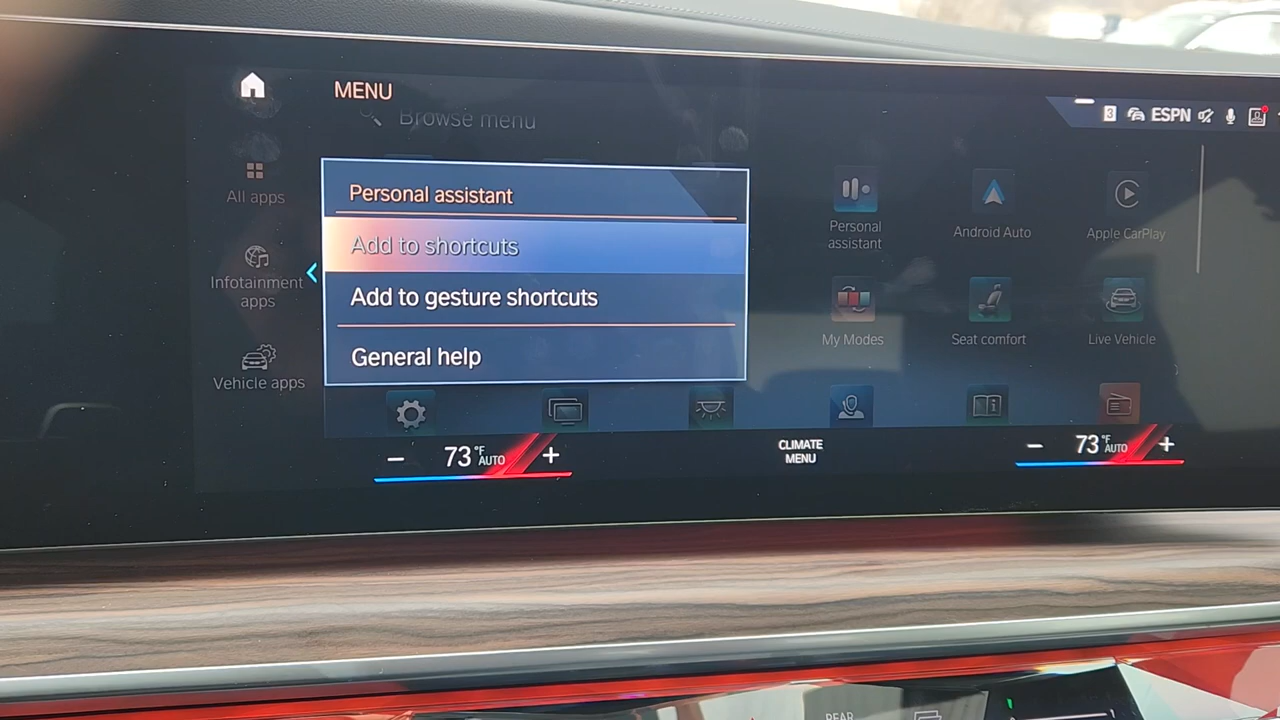 MENU
Browse menu
3 ESPN
All apps
Infotainment
apps
Vehicle apps
Personal assistant
Add to shortcuts
Add to gesture shortcuts
General help
Personal
assistant
Android Auto
Apple CarPlay
My Modes
Seat comfort
Live Vehicle
− 73°F AUTO +
CLIMATE
MENU
− 73°F AUTO +
REAR